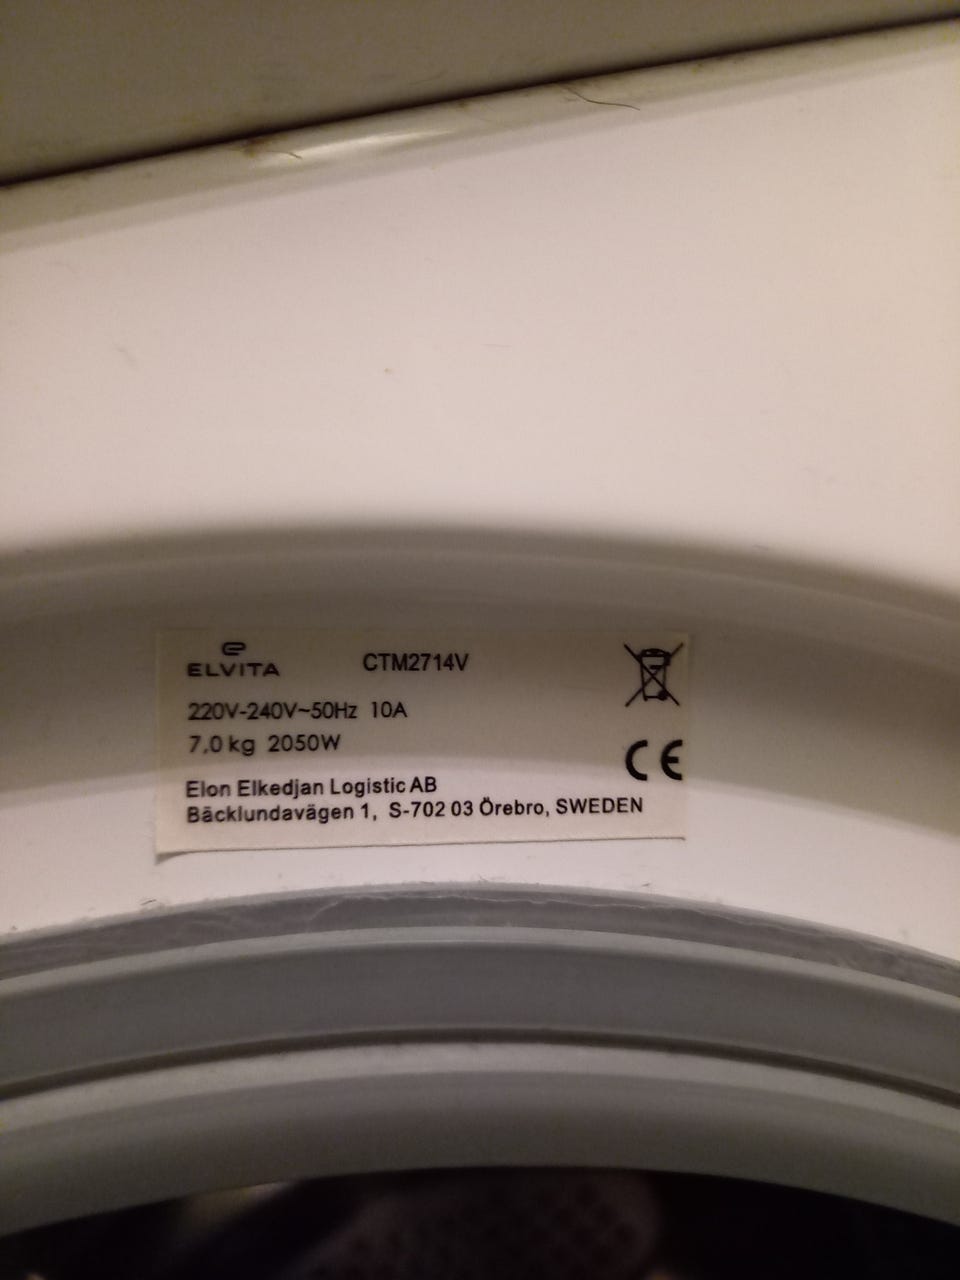 ELVITA CTM2714V
220V-240V~50Hz 10A
7.0 kg 2050W
Elon Elkedjan Logistic AB
Bäcklundavägen 1, S-702 03 Örebro, SWEDEN
CE